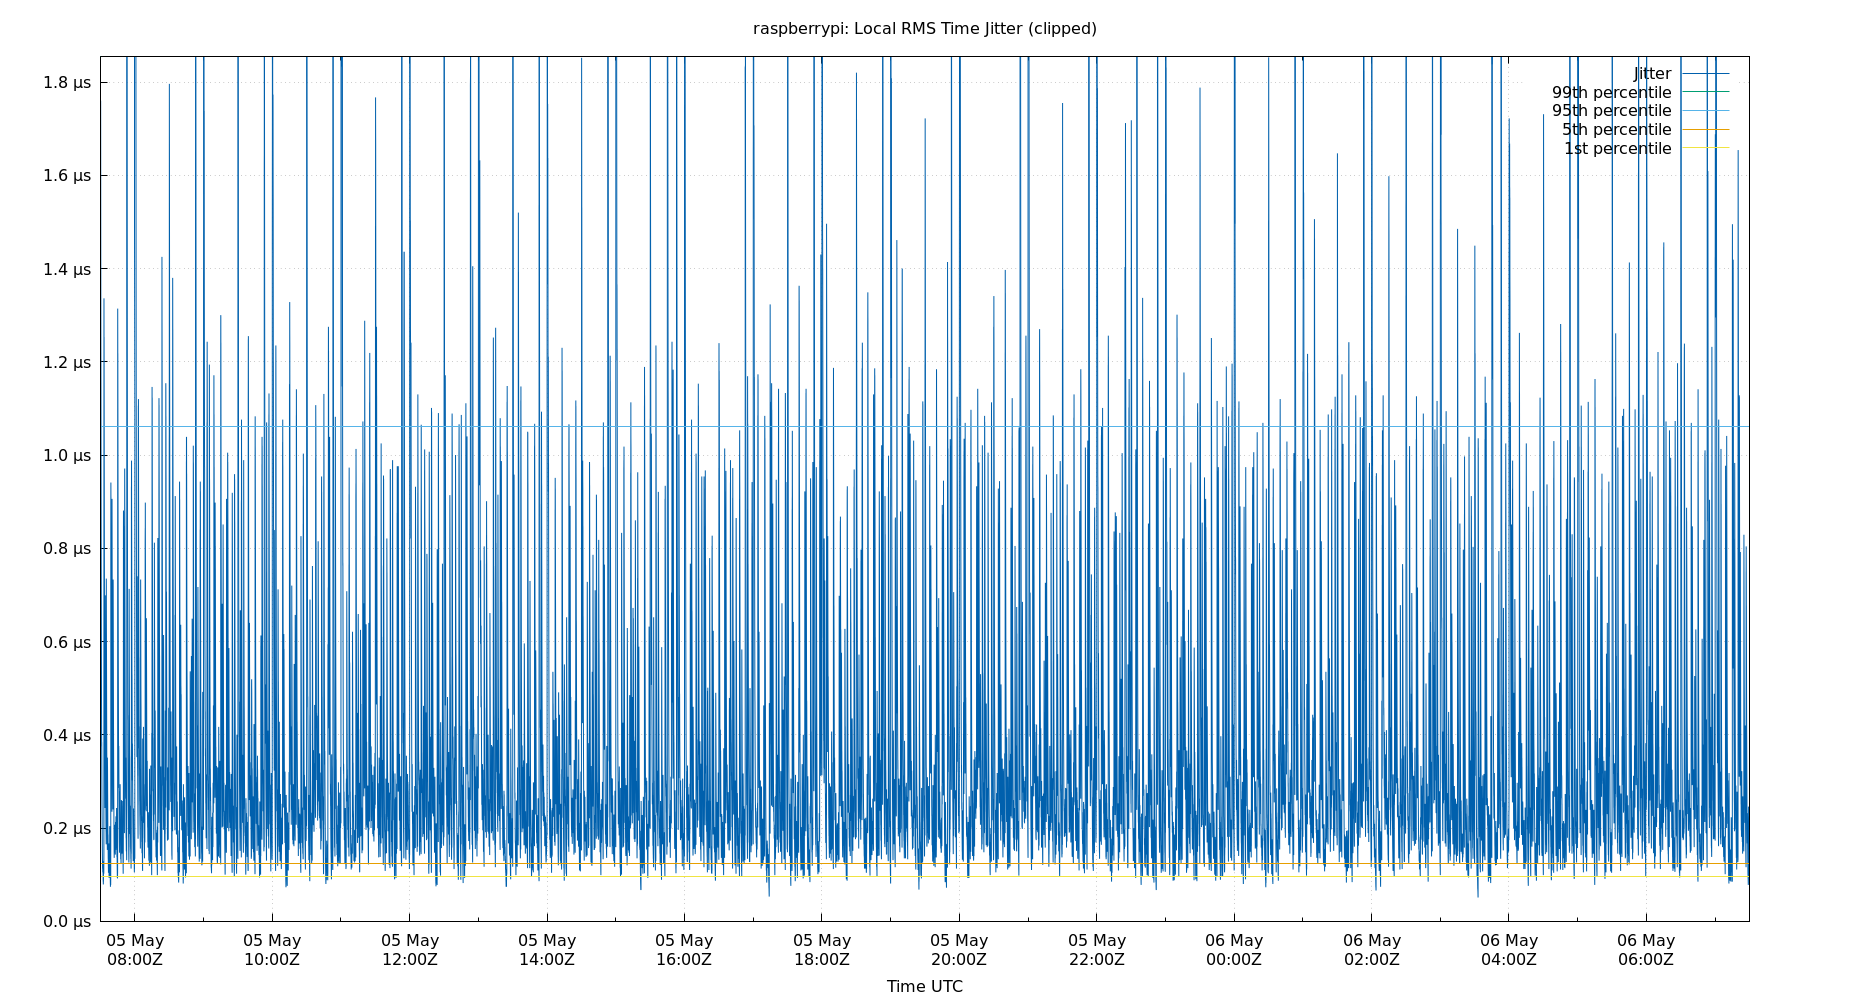 raspberrypi: Local RMS Time Jitter (clipped)
1.8 µs
1.6 µs
1.4 µs
1.2 µs
1.0 µs
0.8 µs
0.6 µs
0.4 µs
0.2 µs
0.0 µs
Jitter
99th percentile
95th percentile
5th percentile
1st percentile
05 May 05 May 05 May 05 May 05 May 05 May 05 May 05 May 06 May 06 May 06 May 06 May
08:00Z 10:00Z 12:00Z 14:00Z 16:00Z 18:00Z 20:00Z 22:00Z 00:00Z 02:00Z 04:00Z 06:00Z
Time UTC